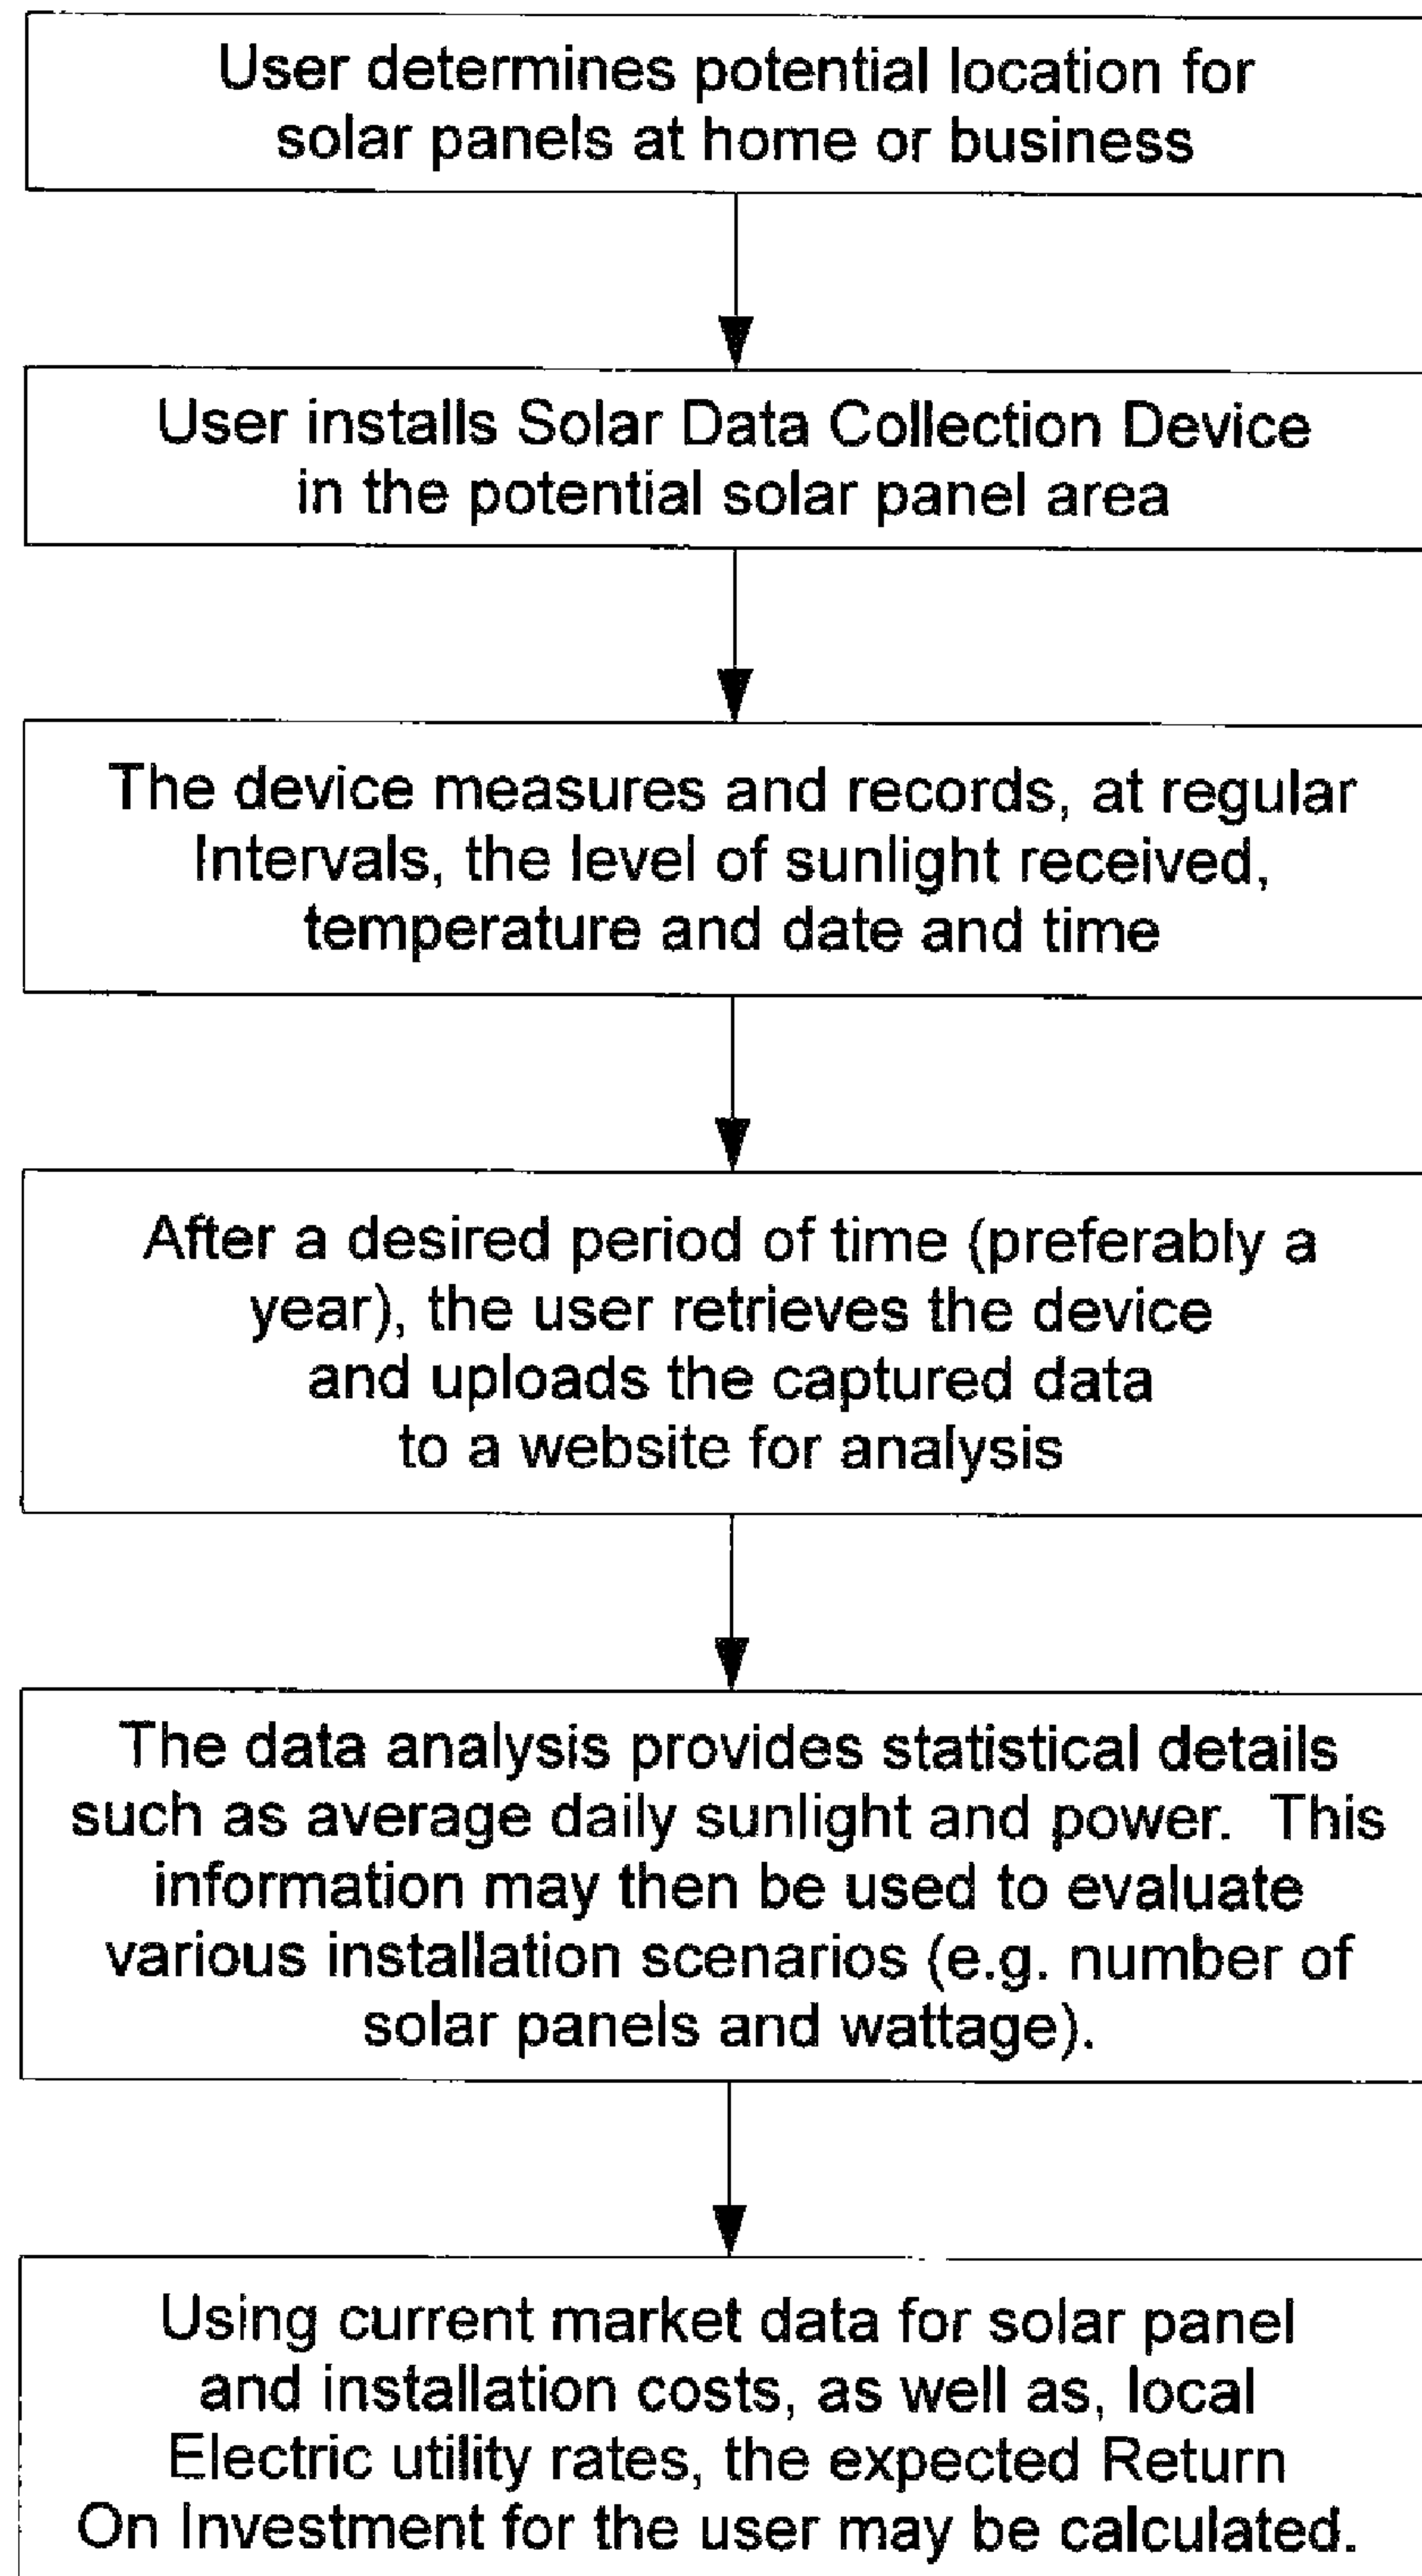 User determines potential location for
solar panels at home or business
User installs Solar Data Collection Device
in the potential solar panel area
The device measures and records, at regular
Intervals, the level of sunlight received,
temperature and date and time
After a desired period of time (preferably a
year), the user retrieves the device
and uploads the captured data
to a website for analysis
The data analysis provides statistical details
such as average daily sunlight and power.  This
information may then be used to evaluate
various installation scenarios (e.g. number of
solar panels and wattage).
Using current market data for solar panel
and installation costs, as well as, local
Electric utility rates, the expected Return
On Investment for the user may be calculated.